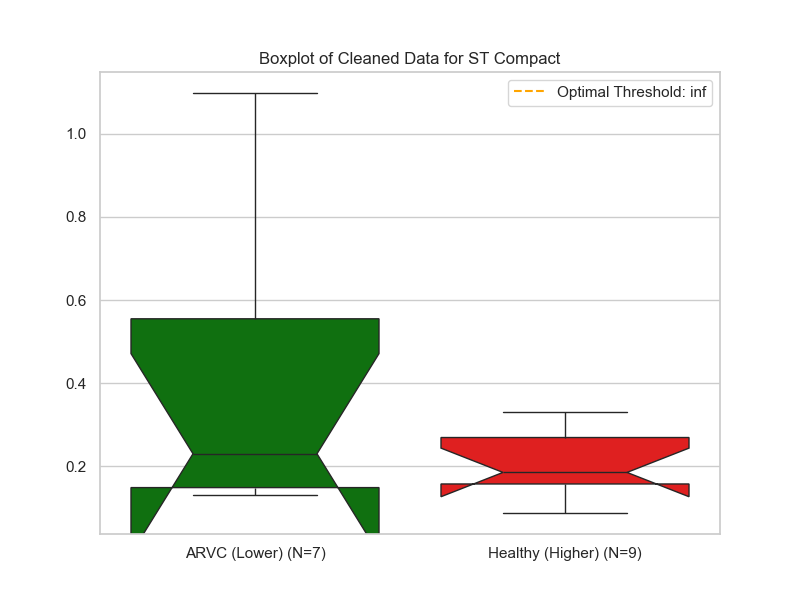 Boxplot of Cleaned Data for ST Compact
Optimal Threshold: inf
1.0
0.8
0.6
0.4
0.2
ARVC (Lower) (N=7)
Healthy (Higher) (N=9)